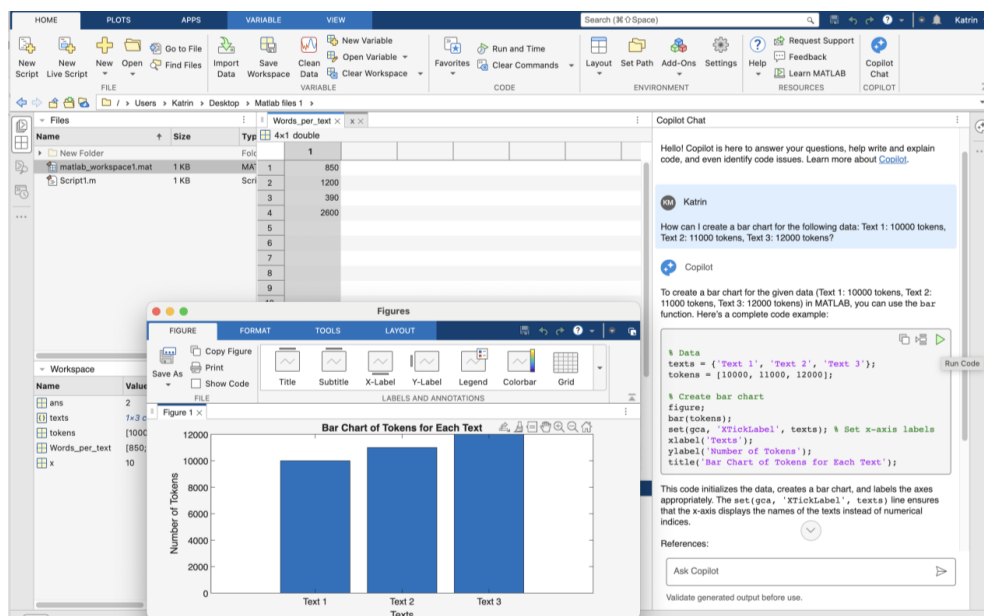 HOME PLOTS APPS VARIABLE VIEW Search (⌘⇧Space) Katrin
New Script
New Live Script
New
Open
Go to File
Find Files
FILE
Import Data
Save Workspace
Clean Data
New Variable
Open Variable
Clear Workspace
VARIABLE
Favorites
Run and Time
Clear Commands
CODE
Layout
Set Path
Add-Ons
Settings
ENVIRONMENT
Help
Request Support
Feedback
Learn MATLAB
RESOURCES
Copilot Chat
COPILOT
/ › Users › Katrin › Desktop › Matlab files 1 ›
Files
Name Size Typ
New Folder Fold
matlab_workspace1.mat 1 KB MA
Script1.m 1 KB Scri
Workspace
Name Value
ans 2
texts 1×3 c
tokens [1000
Words_per_text [850;
x 10
Words_per_text × x ×
4×1 double
1
1 850
2 1200
3 390
4 2600
5
6
7
8
9
Figures
FIGURE FORMAT TOOLS LAYOUT
Save As
Copy Figure
Print
Show Code
FILE
Title
Subtitle
X-Label
Y-Label
Legend
Colorbar
Grid
LABELS AND ANNOTATIONS
Figure 1 ×
Bar Chart of Tokens for Each Text
Number of Tokens
12000
10000
8000
6000
4000
2000
0
Text 1 Text 2 Text 3
Texts
Copilot Chat
Hello! Copilot is here to answer your questions, help write and explain
code, and even identify code issues. Learn more about Copilot.
KM Katrin
How can I create a bar chart for the following data: Text 1: 10000 tokens,
Text 2: 11000 tokens, Text 3: 12000 tokens?
Copilot
To create a bar chart for the given data (Text 1: 10000 tokens, Text 2:
11000 tokens, Text 3: 12000 tokens) in MATLAB, you can use the bar
function. Here's a complete code example:
% Data
texts = {'Text 1', 'Text 2', 'Text 3'};
tokens = [10000, 11000, 12000];
% Create bar chart
figure;
bar(tokens);
set(gca, 'XTickLabel', texts); % Set x-axis labels
xlabel('Texts');
ylabel('Number of Tokens');
title('Bar Chart of Tokens for Each Text');
Run Code
This code initializes the data, creates a bar chart, and labels the axes
appropriately. The set(gca, 'XTickLabel', texts) line ensures
that the x-axis displays the names of the texts instead of numerical
indices.
References:
Ask Copilot
Validate generated output before use.